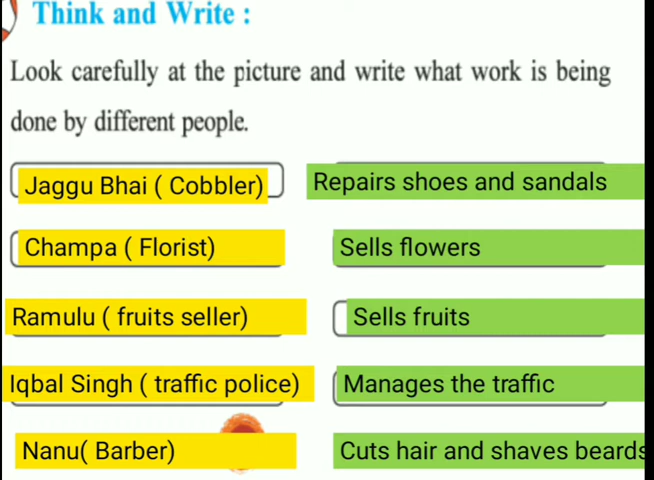 Think and Write :
Look carefully at the picture and write what work is being
done by different people.
Jaggu Bhai ( Cobbler) Repairs shoes and sandals
Champa ( Florist) Sells flowers
Ramulu ( fruits seller) Sells fruits
Iqbal Singh ( traffic police) Manages the traffic
Nanu( Barber) Cuts hair and shaves beards